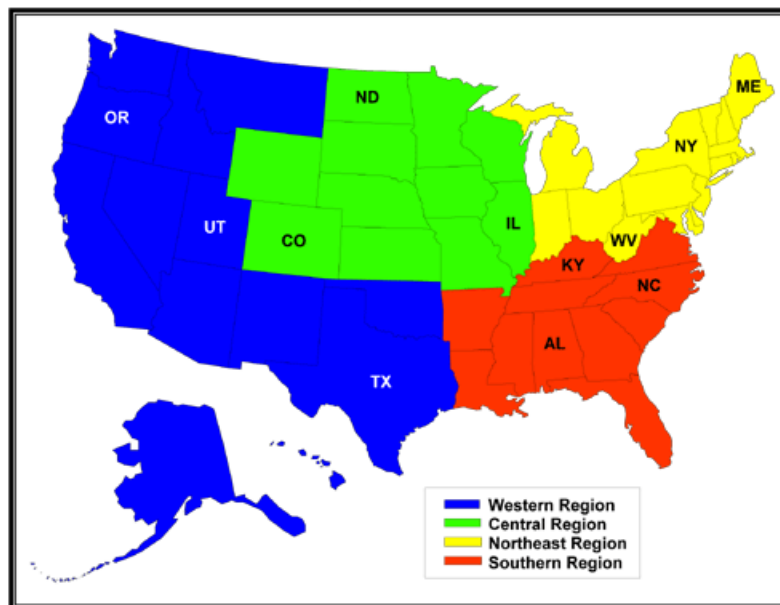 ME
ND
OR
NY
IL
UT
WV
CO
KY
NC
AL
TX
Western Region
Central Region
Northeast Region
Southern Region